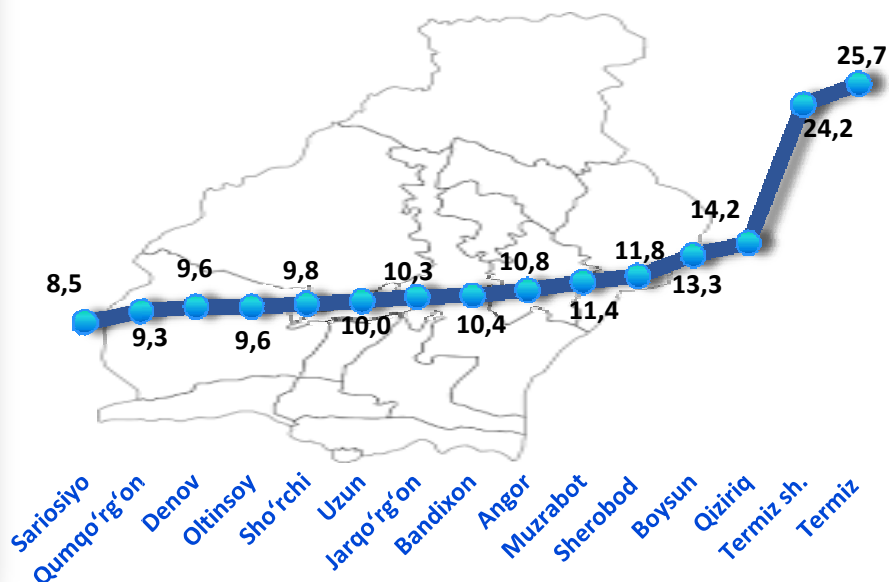 25,7
24,2
14,2
13,3
11,8
11,4
10,8
10,4
10,3
10,0
9,8
9,6
9,6
9,3
8,5
Sariosiyo
Qumqo‘rg‘on
Denov
Oltinsoy
Sho‘rchi
Uzun
Jarqo‘rg‘on
Bandixon
Angor
Muzrabot
Sherobod
Boysun
Qiziriq
Termiz sh.
Termiz